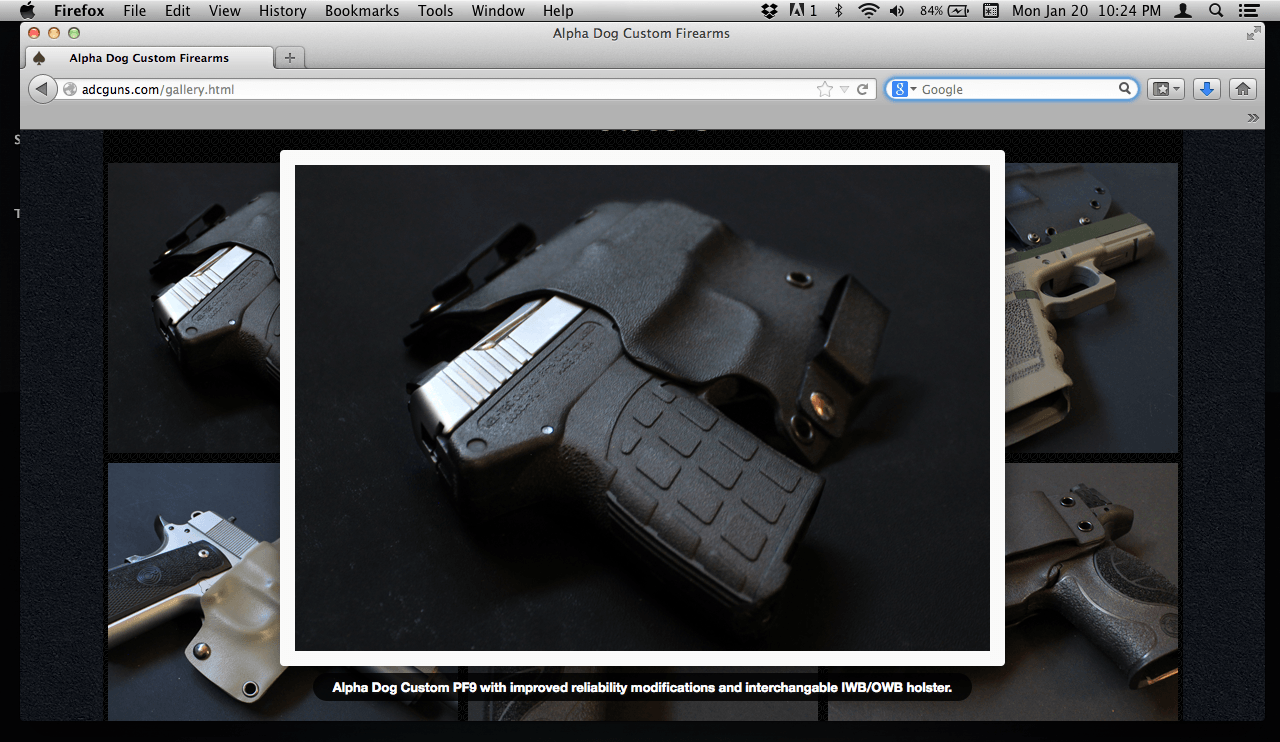 Firefox File Edit View History Bookmarks Tools Window Help 1 84% Mon Jan 20 10:24 PM
Alpha Dog Custom Firearms
Alpha Dog Custom Firearms
adcguns.com/gallery.html
Google
S
T
Alpha Dog Custom PF9 with improved reliability modifications and interchangable IWB/OWB holster.